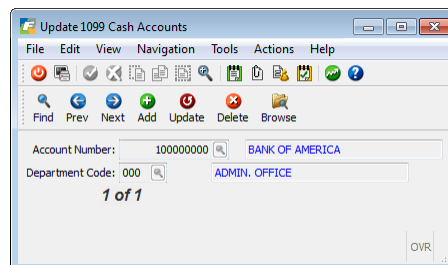 Update 1099 Cash Accounts
File Edit View Navigation Tools Actions Help
Find Prev Next Add Update Delete Browse
Account Number: 100000000 BANK OF AMERICA
Department Code: 000 ADMIN. OFFICE
1 of 1
OVR